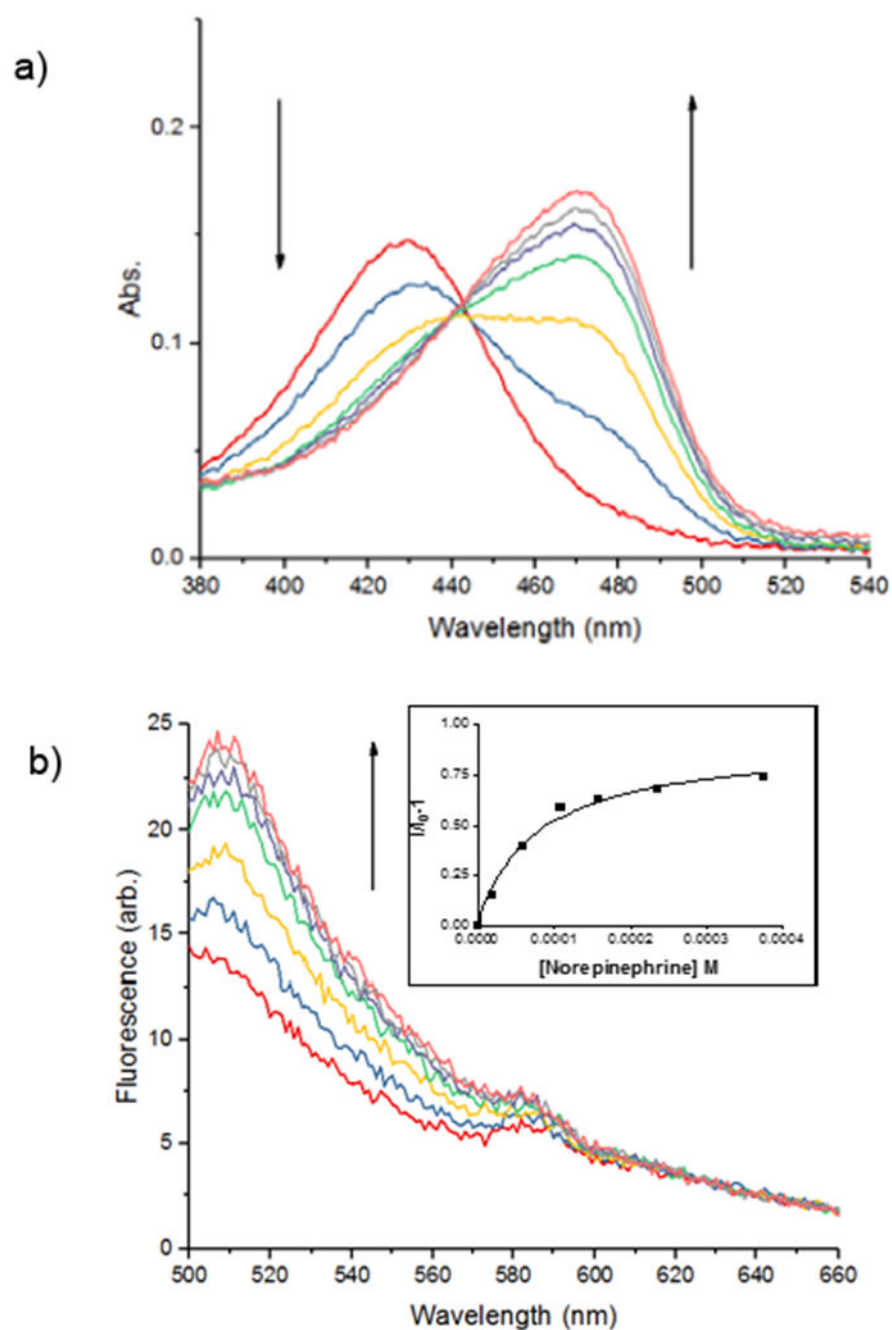 a)
0.2
0.1
0.0
Abs.
380 400 420 440 460 480 500 520 540
Wavelength (nm)
b)
25
20
15
10
5
0
Fluorescence (arb.)
1.00
0.75
0.50
0.25
0.00
I/I₀-1
0.0000 0.0001 0.0002 0.0003 0.0004
[Norepinephrine] M
500 520 540 560 580 600 620 640 660
Wavelength (nm)